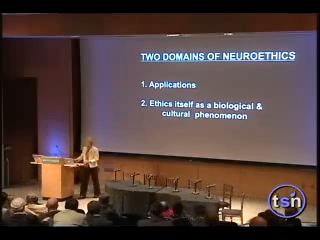 TWO DOMAINS OF NEUROETHICS
1. Applications
2. Ethics itself as a biological &
cultural phenomenon
tsn